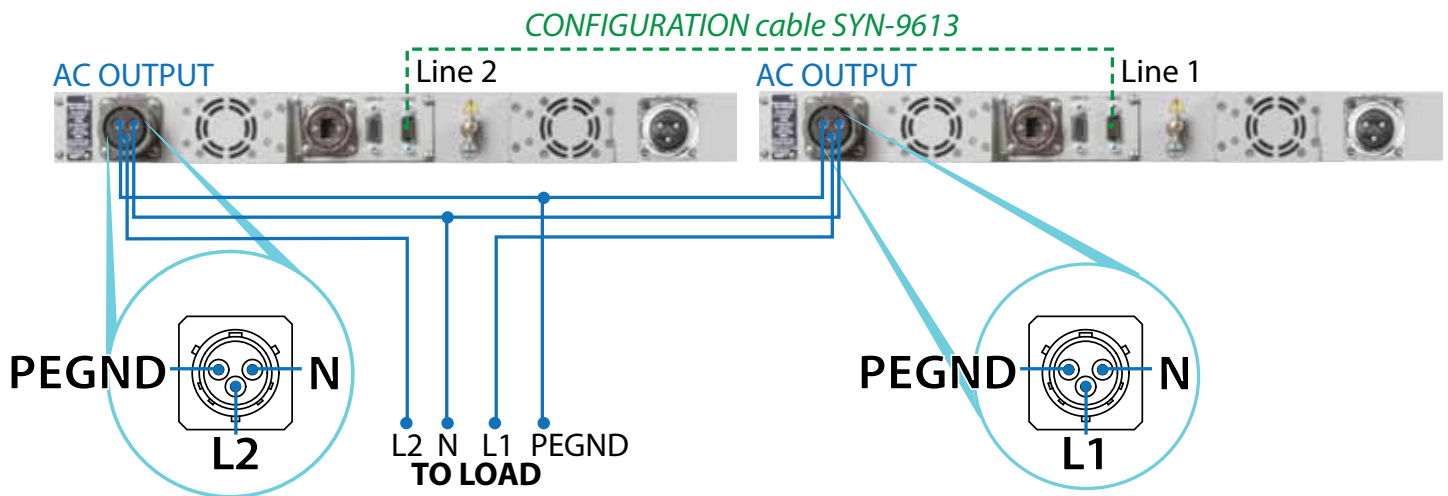 CONFIGURATION cable SYN-9613
AC OUTPUT
Line 2
AC OUTPUT
Line 1
PEGND
N
L2
PEGND
N
L1
L2 N L1 PEGND
TO LOAD